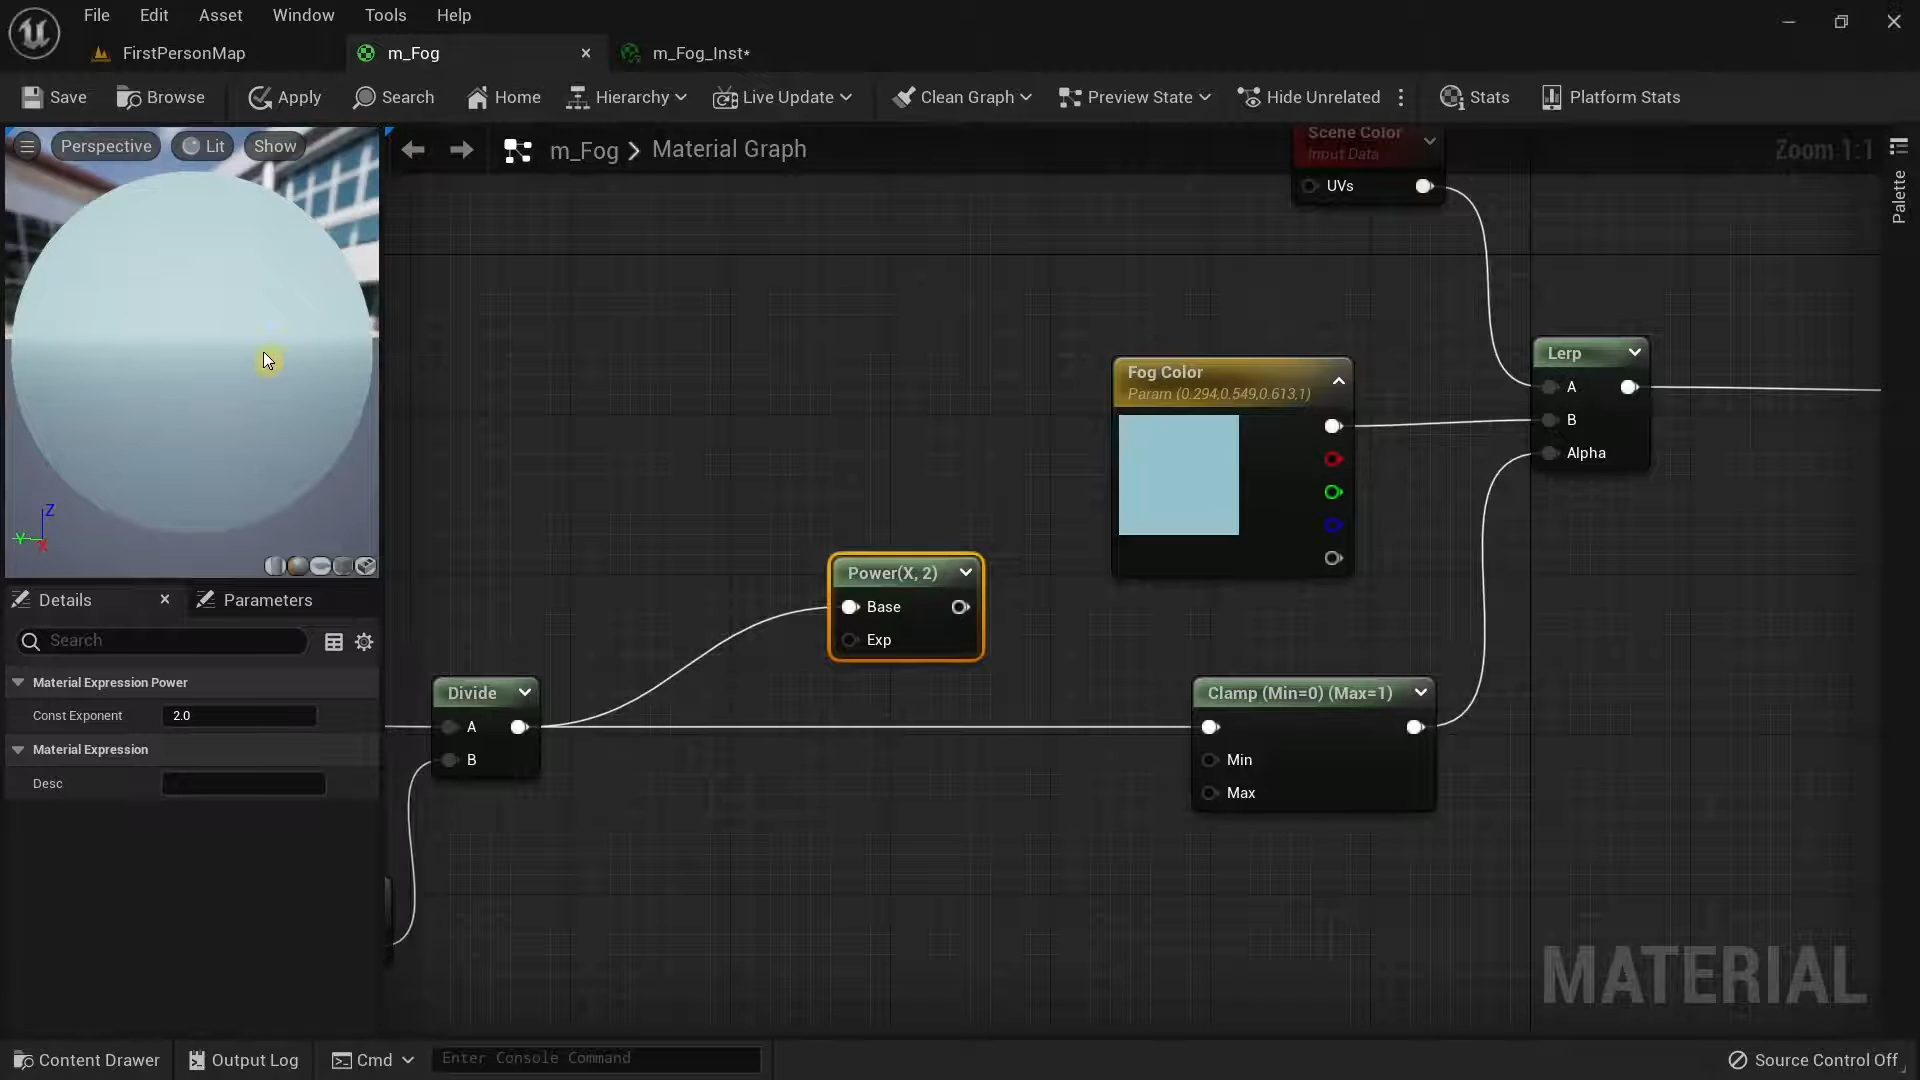 File Edit Asset Window Tools Help
FirstPersonMap
m_Fog
m_Fog_Inst*
Save Browse Apply Search Home Hierarchy Live Update Clean Graph Preview State Hide Unrelated Stats Platform Stats
Perspective Lit Show
m_Fog Material Graph
Zoom 1:1
Palette
Scene Color
Input Data
UVs
Lerp
A
B
Alpha
Fog Color
Param (0.294,0.549,0.613,1)
Power(X, 2)
Base
Exp
Divide
A
B
Clamp (Min=0) (Max=1)
Min
Max
Z
Y
X
Details
Parameters
Search
Material Expression Power
Const Exponent 2.0
Material Expression
Desc
MATERIAL
Content Drawer Output Log Cmd Enter Console Command Source Control Off